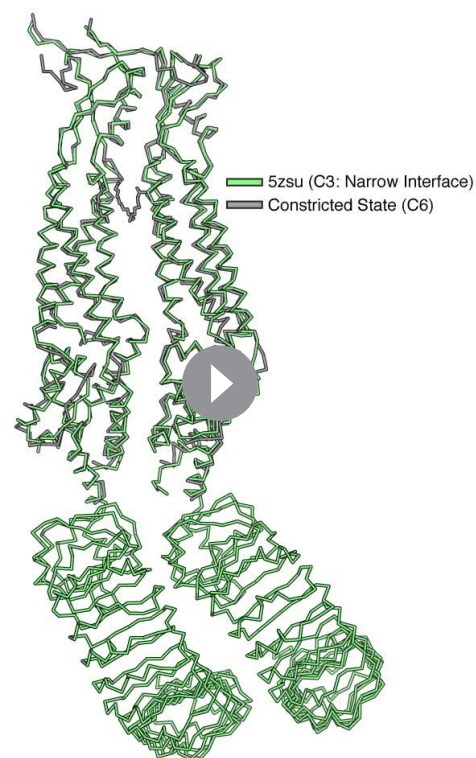 5zsu (C3: Narrow Interface)
Constricted State (C6)